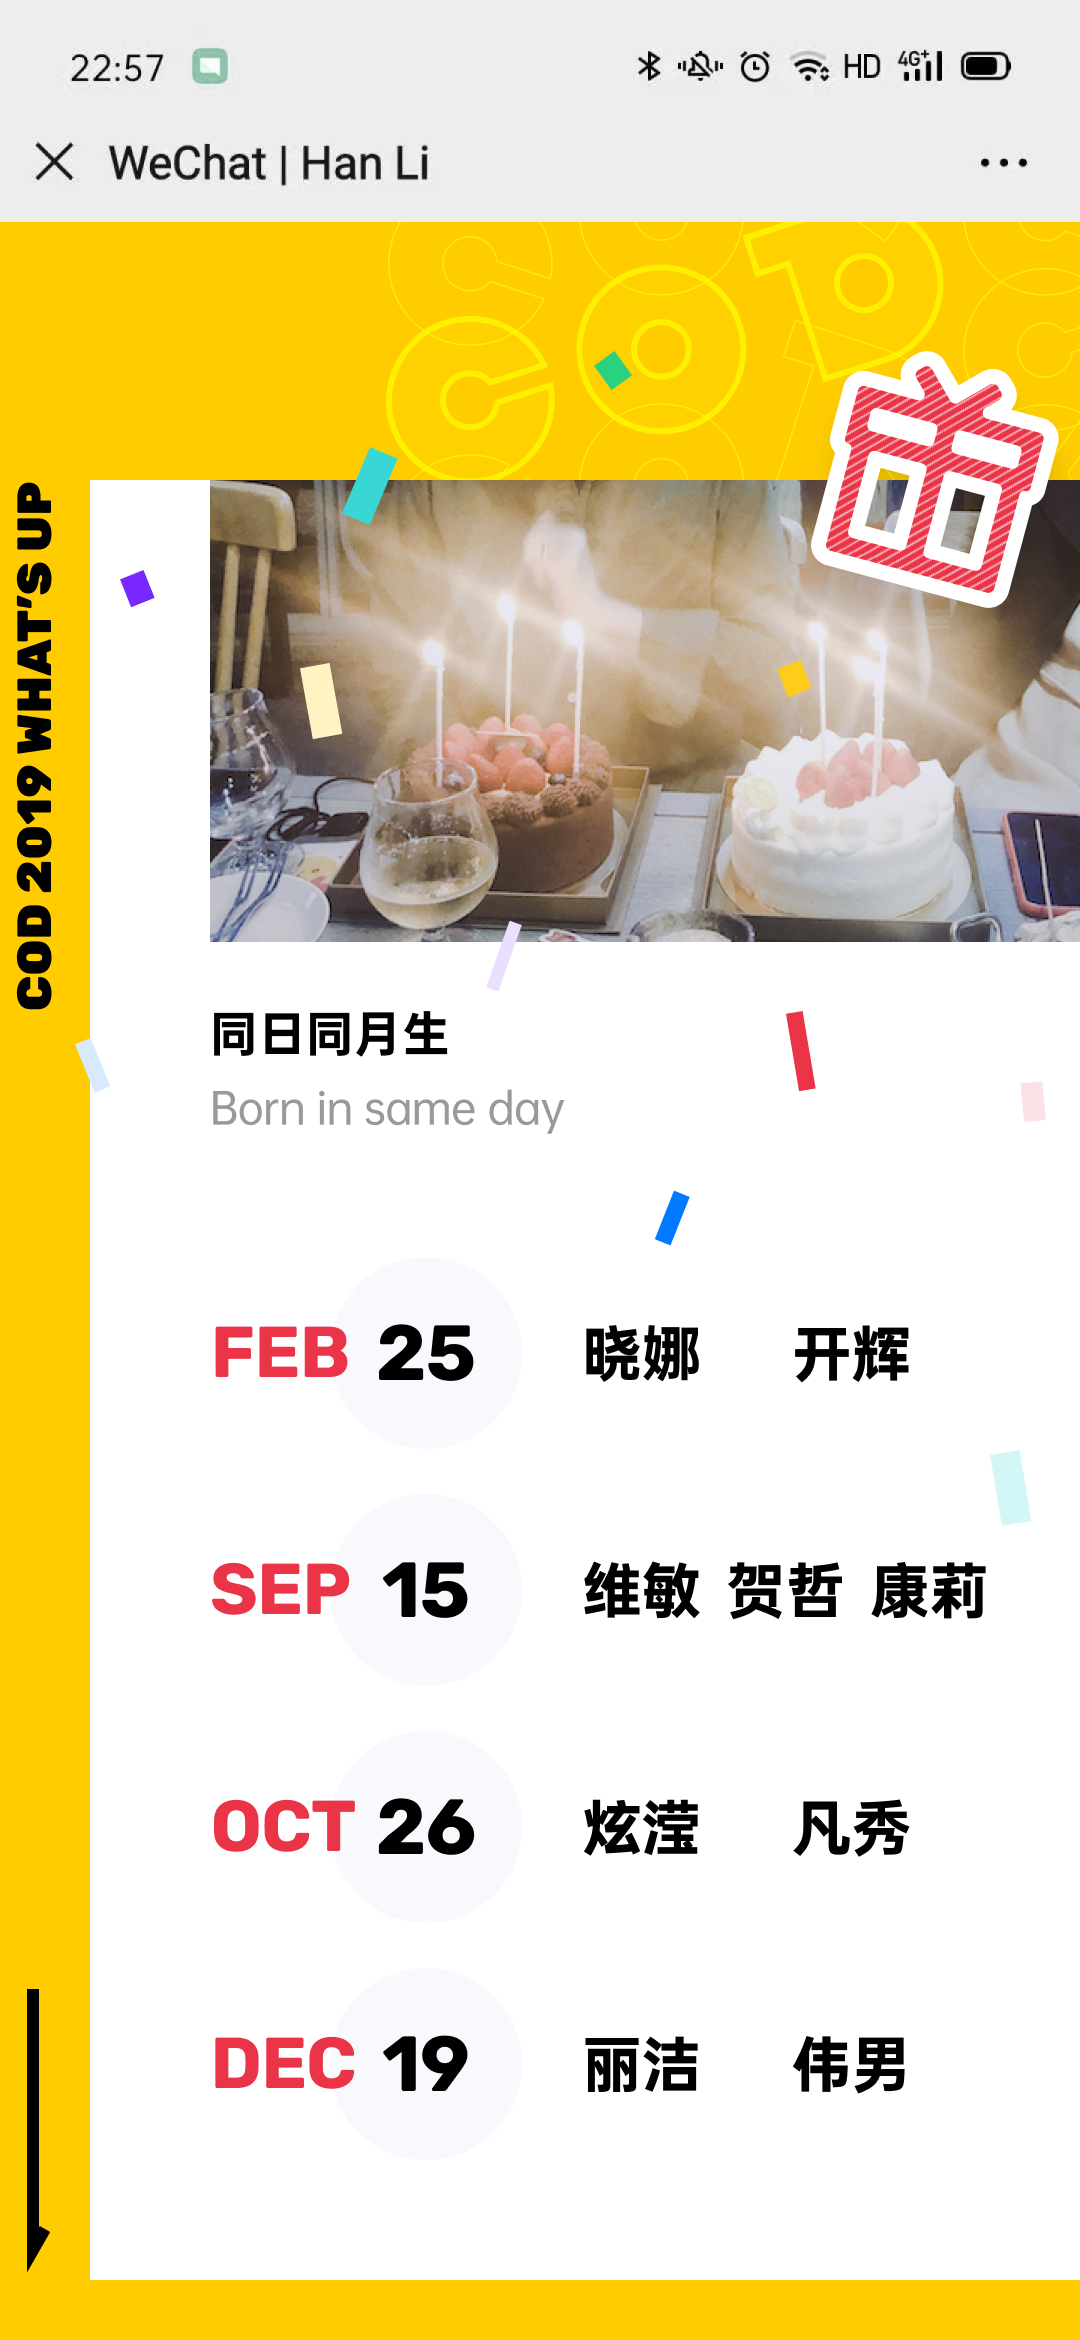 22:57
HD 4G+
WeChat | Han Li
COD
COD 2019 WHAT'S UP
同日同月生
Born in same day
FEB 25 晓娜 开辉
SEP 15 维敏 贺哲 康莉
OCT 26 炫滢 凡秀
DEC 19 丽洁 伟男